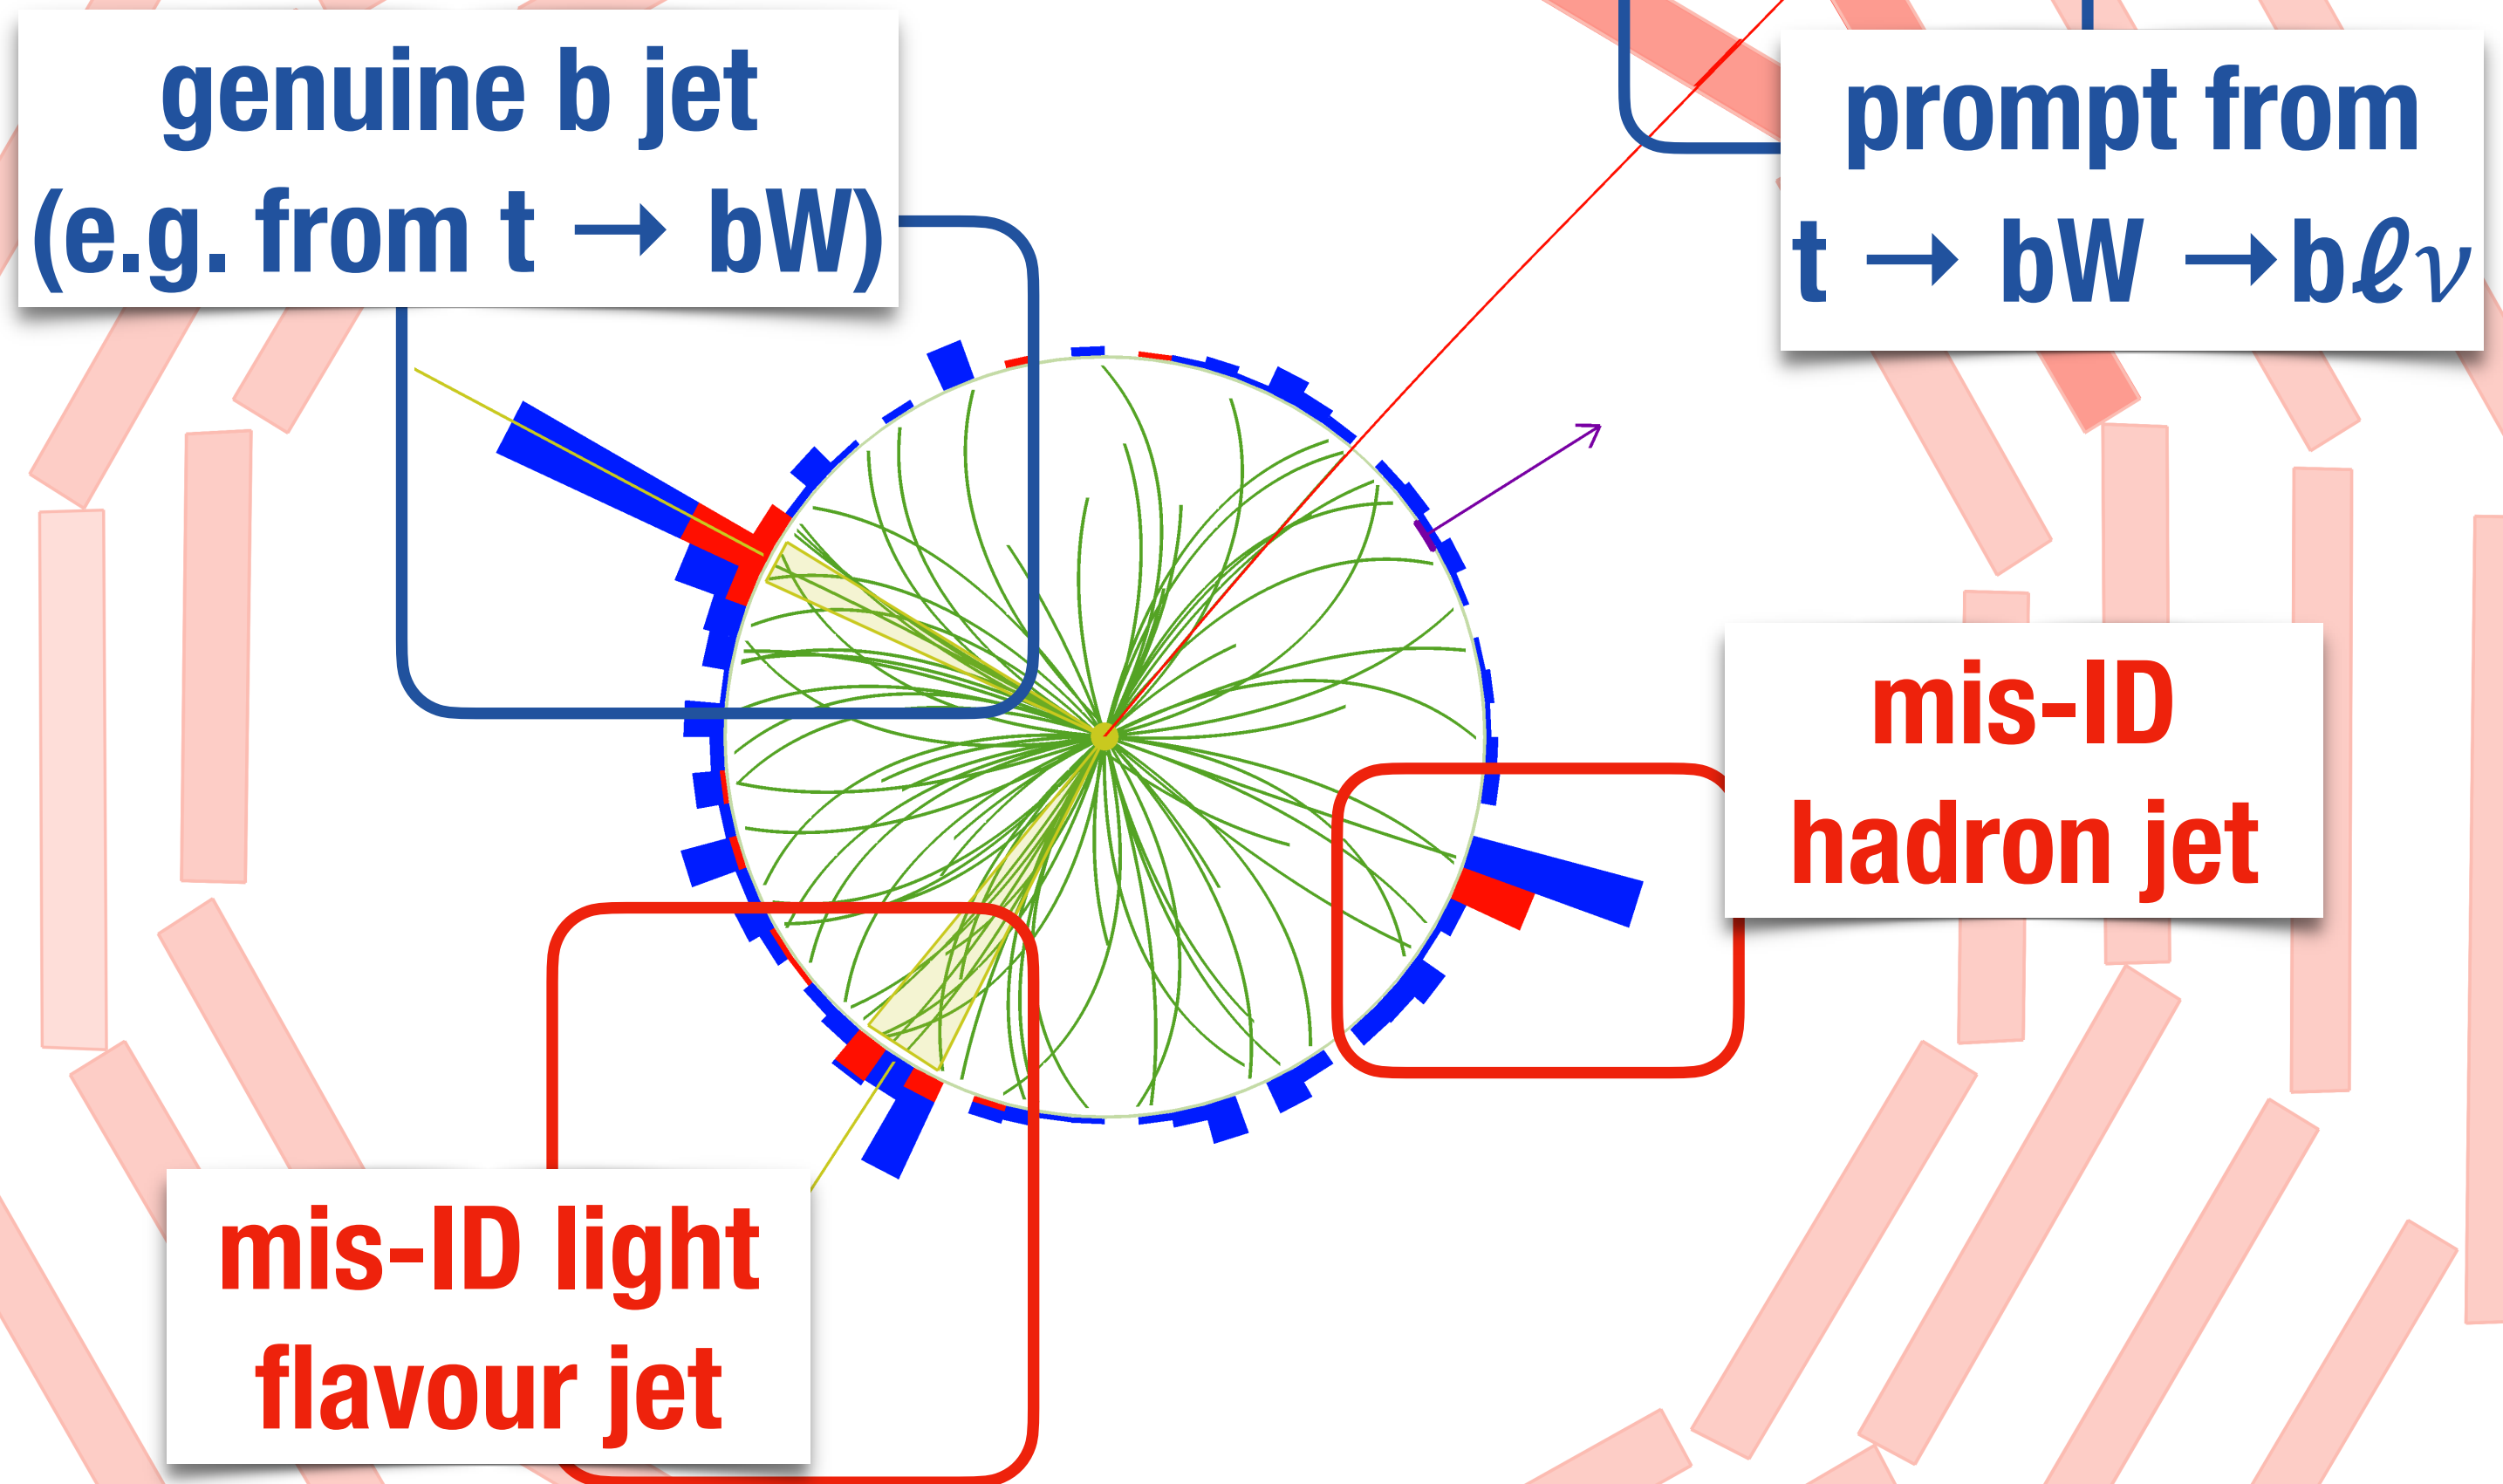 genuine b jet
(e.g. from t → bW)
prompt from
t → bW →bℓν
mis-ID
hadron jet
mis-ID light
flavour jet